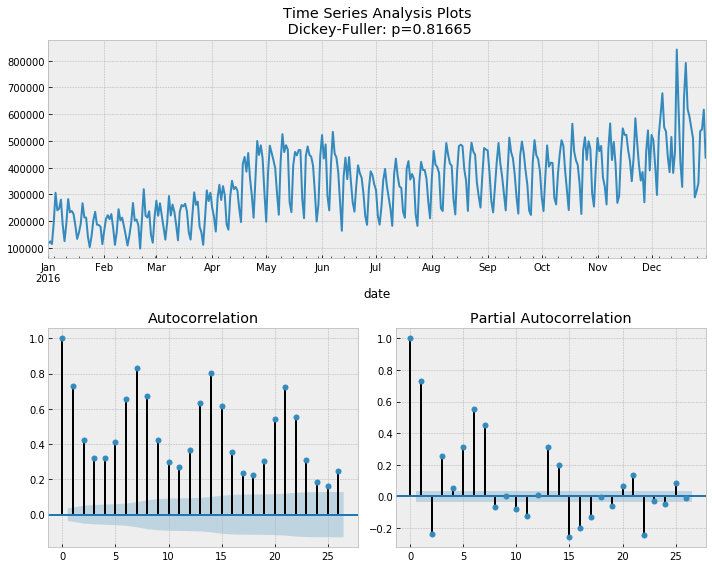 Time Series Analysis Plots
Dickey-Fuller: p=0.81665
800000
700000
600000
500000
400000
300000
200000
100000
Jan Feb Mar Apr May Jun Jul Aug Sep Oct Nov Dec
2016
date
Autocorrelation
1.0
0.8
0.6
0.4
0.2
0.0
0 5 10 15 20 25
Partial Autocorrelation
1.0
0.8
0.6
0.4
0.2
0.0
−0.2
0 5 10 15 20 25